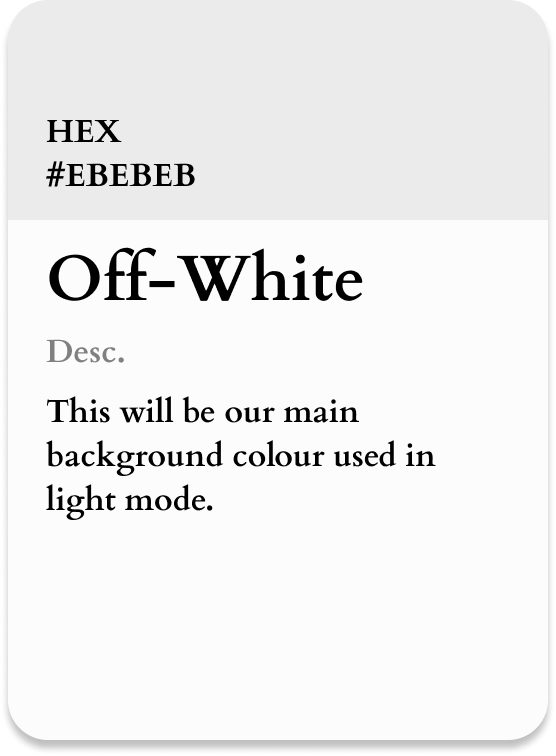 HEX
#EBEBEB
Off-White
Desc.
This will be our main
background colour used in
light mode.